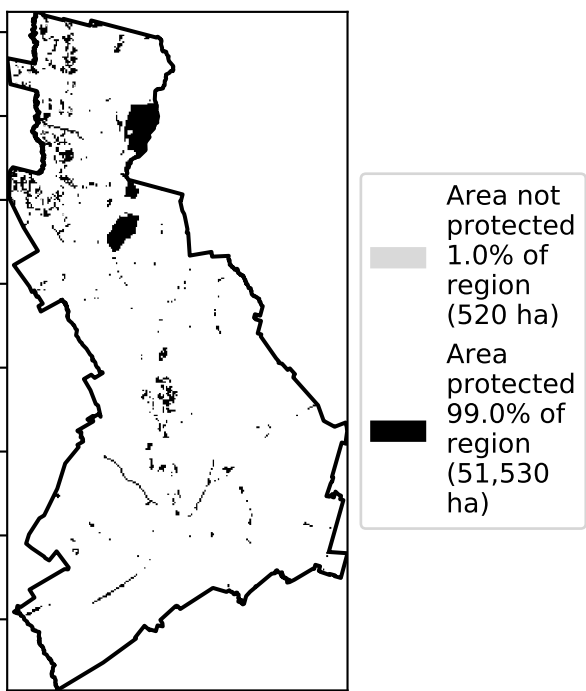 Area not
protected
1.0% of
region
(520 ha)
Area
protected
99.0% of
region
(51,530
ha)